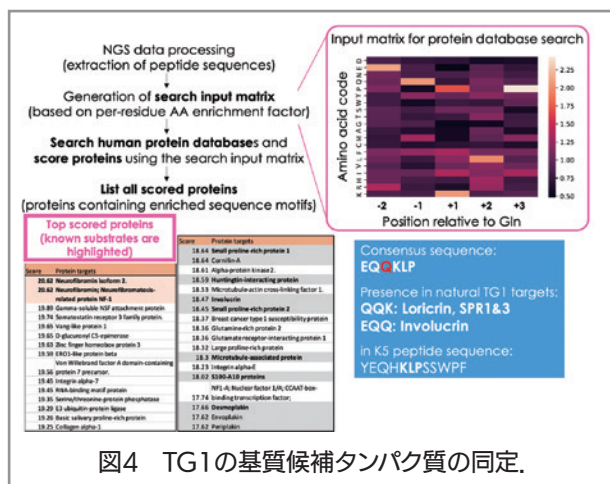 NGS data processing
(extraction of peptide sequences)
Generation of search input matrix
(based on per-residue AA enrichment factor)
Search human protein databases and
score proteins using the search input matrix
List all scored proteins
(proteins containing enriched sequence motifs)
Input matrix for protein database search
Amino acid code
K R H I V L F C M A G T S W T P Q N E D
2.25
2.00
1.75
1.50
1.25
1.00
0.75
0.50
-2 -1 +1 +2 +3
Position relative to Gln
Top scored proteins
(known substrates are
highlighted)
Score Protein targets
20.62 Neurofibromin isoform 2.
20.62 Neurofibromin; Neurofibromatosis-
related protein NF-1
19.89 Gamma-soluble NSF attachment protein
19.74 Somatostatin receptor 3 family protein.
19.65 Vang-like protein 1
19.65 D-glucuronyl C5-epimerase
19.63 Zinc finger homeobox protein 3
19.59 ERO1-like protein beta
Von Willebrand factor A domain-containing
19.56 protein 7 precursor.
19.45 Integrin alpha-7
19.45 RNA-binding motif protein
19.35 Serine/threonine-protein phosphatase
19.29 E3 ubiquitin-protein ligase
19.26 Basic salivary proline-rich protein
19.25 Collagen alpha-1
Score Protein targets
18.64 Small proline-rich protein 1
18.64 Cornifin-A
18.61 Alpha-protein kinase 2.
18.59 Huntingtin-interacting protein
18.53 Microtubule-actin cross-linking factor 1.
18.47 Involucrin
18.45 Small proline-rich protein 2
18.37 Breast cancer type 1 susceptibility protein
18.36 Glutamine-rich protein 2
18.36 Glutamate receptor-interacting protein 1
18.32 Large proline-rich protein
18.3 Microtubule-associated protein
18.23 Integrin alpha-E
18.02 S100-A10 proteins
NF1-A; Nuclear factor 1/A; CCAAT-box-
17.74 binding transcription factor;
17.66 Desmoplakin
17.62 Envoplakin
17.62 Periplakin
Consensus sequence:
EQQKLP
Presence in natural TG1 targets:
QQK: Loricrin, SPR1&3
EQQ: Involucrin
in K5 peptide sequence:
YEQHKLPSSWPF
図4 TG1の基質候補タンパク質の同定.